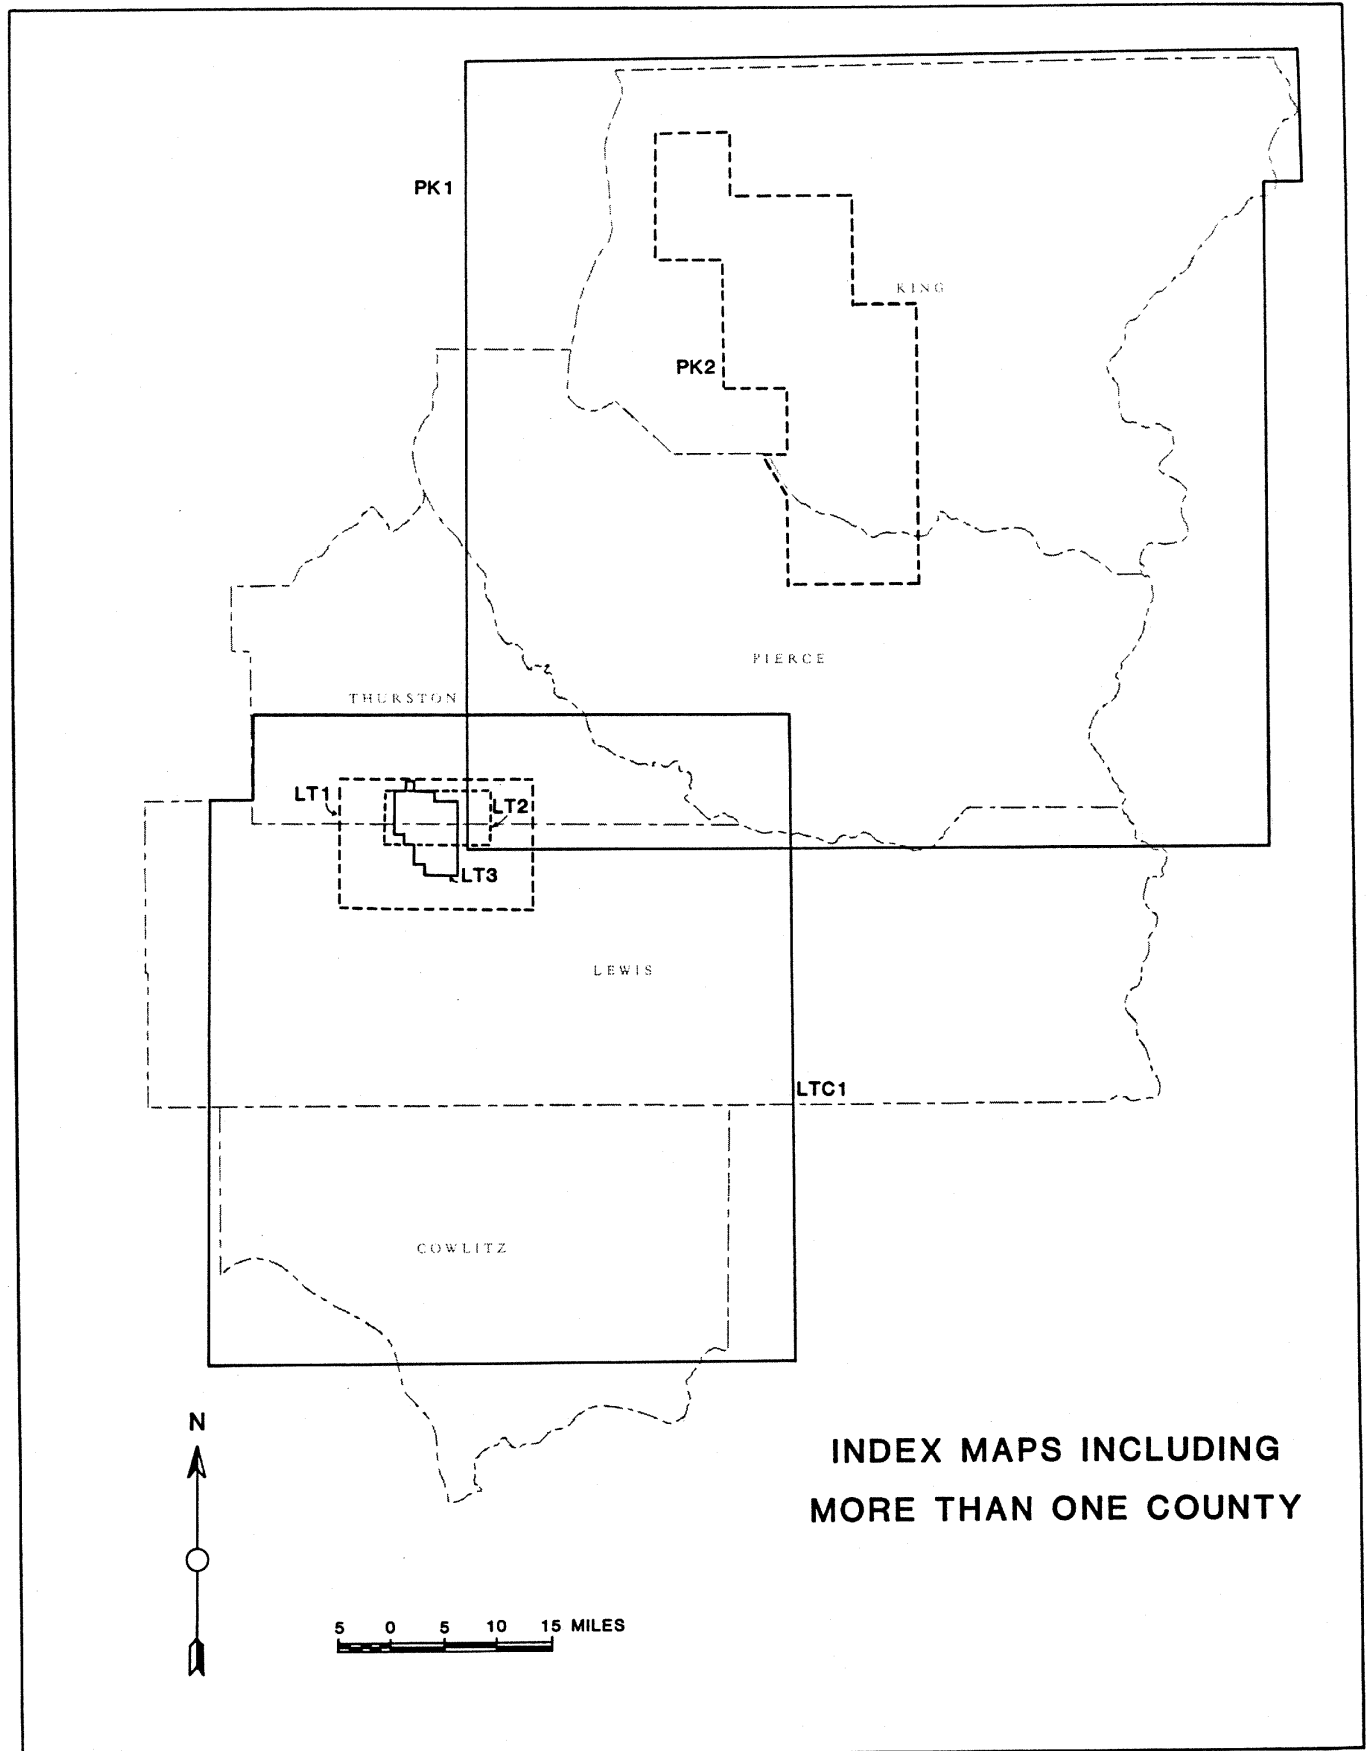 PK1
KING
PK2
PIERCE
THURSTON
LT1
LT2
LT3
LEWIS
LTC1
COWLITZ
N
INDEX MAPS INCLUDING
MORE THAN ONE COUNTY
5 0 5 10 15 MILES